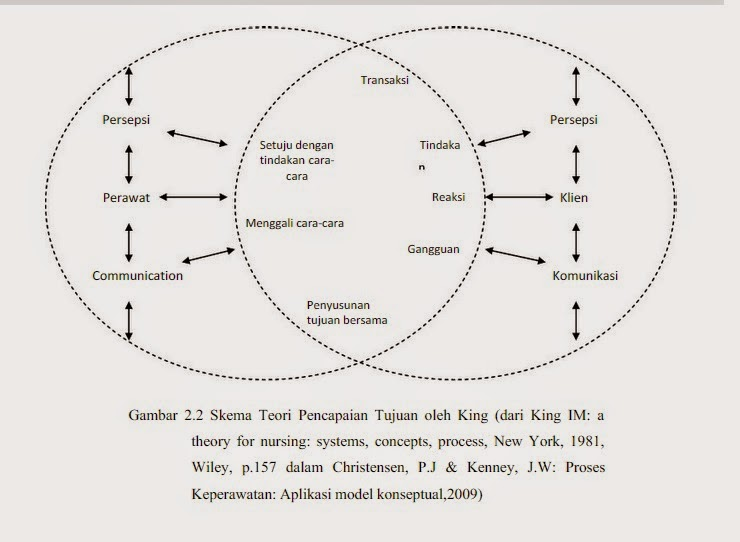 Transaksi
Persepsi
Persepsi
Setuju dengan
tindakan cara-
cara
Tindaka
n
Perawat
Reaksi
Klien
Menggali cara-cara
Gangguan
Communication
Komunikasi
Penyusunan
tujuan bersama
Gambar 2.2 Skema Teori Pencapaian Tujuan oleh King (dari King IM: a
theory for nursing: systems, concepts, process, New York, 1981,
Wiley, p.157 dalam Christensen, P.J & Kenney, J.W: Proses
Keperawatan: Aplikasi model konseptual,2009)